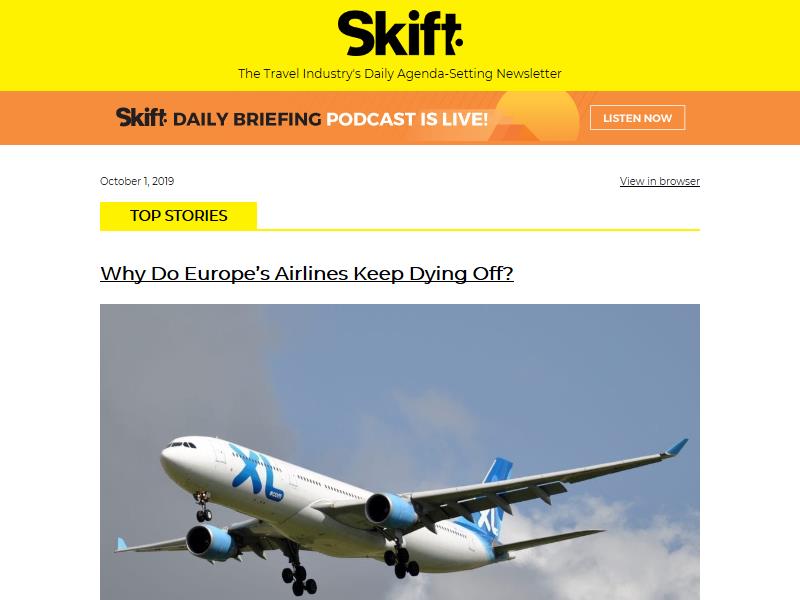 Skift
The Travel Industry's Daily Agenda-Setting Newsletter
Skift DAILY BRIEFING PODCAST IS LIVE!
LISTEN NOW
October 1, 2019
View in browser
TOP STORIES
Why Do Europe’s Airlines Keep Dying Off?
XL
.com
XL